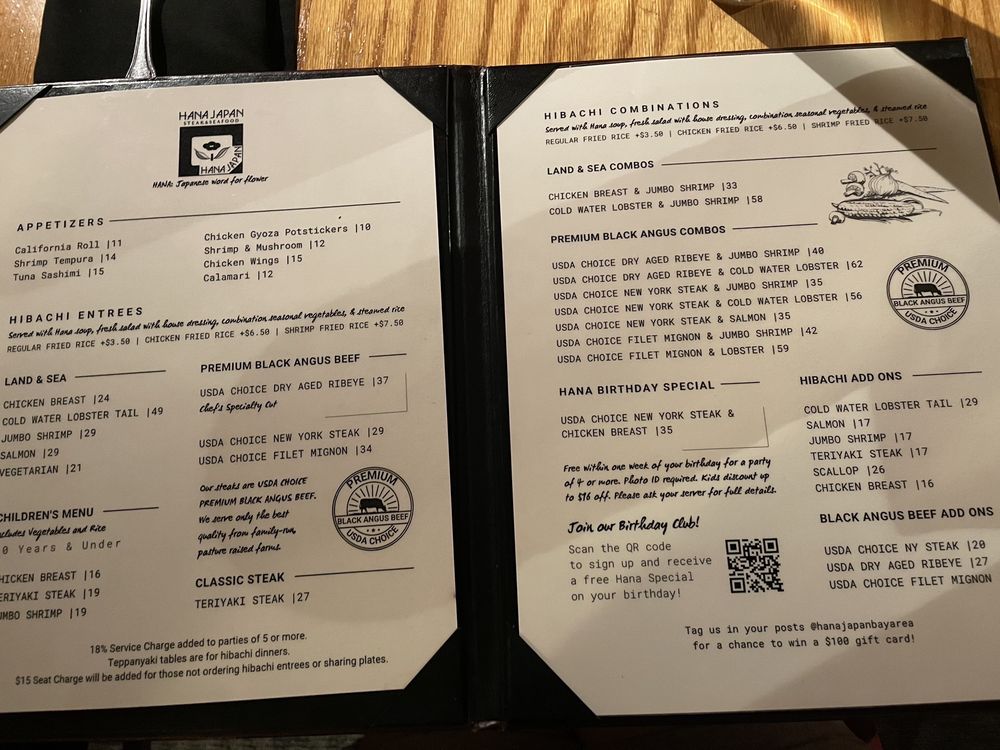 HANA JAPAN
STEAK & SEAFOOD
HANA JAPAN
HANA: Japanese word for flower
APPETIZERS
California Roll |11
Shrimp Tempura |14
Tuna Sashimi |15
Chicken Gyoza Potstickers |10
Shrimp & Mushroom |12
Chicken Wings |15
Calamari |12
HIBACHI ENTREES
Served with Hana soup, fresh salad with house dressing, combination seasonal vegetables, & steamed rice
REGULAR FRIED RICE +$3.50 | CHICKEN FRIED RICE +$6.50 | SHRIMP FRIED RICE +$7.50
LAND & SEA
CHICKEN BREAST |24
COLD WATER LOBSTER TAIL |49
JUMBO SHRIMP |29
SALMON |29
VEGETARIAN |21
CHILDREN'S MENU
cludes Vegetables and Rice
0 Years & Under
HICKEN BREAST |16
ERIYAKI STEAK |19
UMBO SHRIMP |19
PREMIUM BLACK ANGUS BEEF
USDA CHOICE DRY AGED RIBEYE |37
Chef's Specialty Cut
USDA CHOICE NEW YORK STEAK |29
USDA CHOICE FILET MIGNON |34
Our steaks are USDA CHOICE
PREMIUM BLACK ANGUS BEEF.
We serve only the best
quality from family-run,
pasture raised farms.
PREMIUM
BLACK ANGUS BEEF
USDA CHOICE
CLASSIC STEAK
TERIYAKI STEAK |27
18% Service Charge added to parties of 5 or more.
Teppanyaki tables are for hibachi dinners.
$15 Seat Charge will be added for those not ordering hibachi entrees or sharing plates.
HIBACHI COMBINATIONS
Served with Hana soup, fresh salad with house dressing, combination seasonal vegetables, & steamed rice
REGULAR FRIED RICE +$3.50 | CHICKEN FRIED RICE +$6.50 | SHRIMP FRIED RICE +$7.50
LAND & SEA COMBOS
CHICKEN BREAST & JUMBO SHRIMP |33
COLD WATER LOBSTER & JUMBO SHRIMP |58
PREMIUM BLACK ANGUS COMBOS
USDA CHOICE DRY AGED RIBEYE & JUMBO SHRIMP |40
USDA CHOICE DRY AGED RIBEYE & COLD WATER LOBSTER |62
USDA CHOICE NEW YORK STEAK & JUMBO SHRIMP |35
USDA CHOICE NEW YORK STEAK & COLD WATER LOBSTER |56
USDA CHOICE NEW YORK STEAK & SALMON |35
USDA CHOICE FILET MIGNON & JUMBO SHRIMP |42
USDA CHOICE FILET MIGNON & LOBSTER |59
PREMIUM
BLACK ANGUS BEEF
USDA CHOICE
HANA BIRTHDAY SPECIAL
USDA CHOICE NEW YORK STEAK &
CHICKEN BREAST |35
Free within one week of your birthday for a party
of 4 or more. Photo ID required. Kids discount up
to $16 off. Please ask your server for full details.
Join our Birthday Club!
Scan the QR code
to sign up and receive
a free Hana Special
on your birthday!
HIBACHI ADD ONS
COLD WATER LOBSTER TAIL |29
SALMON |17
JUMBO SHRIMP |17
TERIYAKI STEAK |17
SCALLOP |26
CHICKEN BREAST |16
BLACK ANGUS BEEF ADD ONS
USDA CHOICE NY STEAK |20
USDA DRY AGED RIBEYE |27
USDA CHOICE FILET MIGNON
Tag us in your posts @hanajapanbayarea
for a chance to win a $100 gift card!